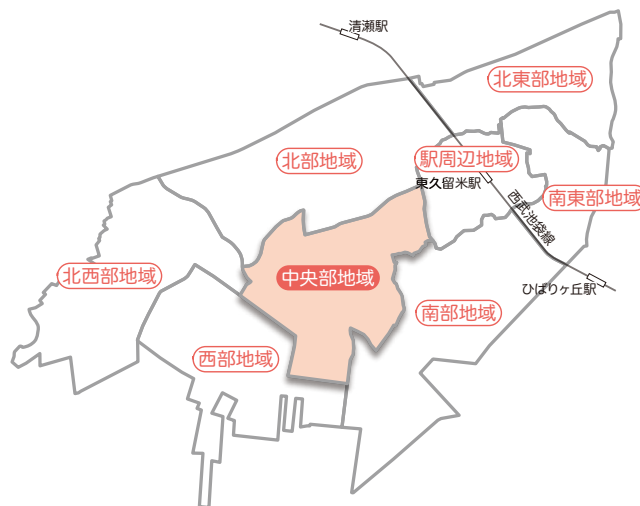 清瀬駅
北東部地域
北部地域
駅周辺地域
東久留米駅
南東部地域
西武池袋線
北西部地域
中央部地域
ひばりヶ丘駅
南部地域
西部地域